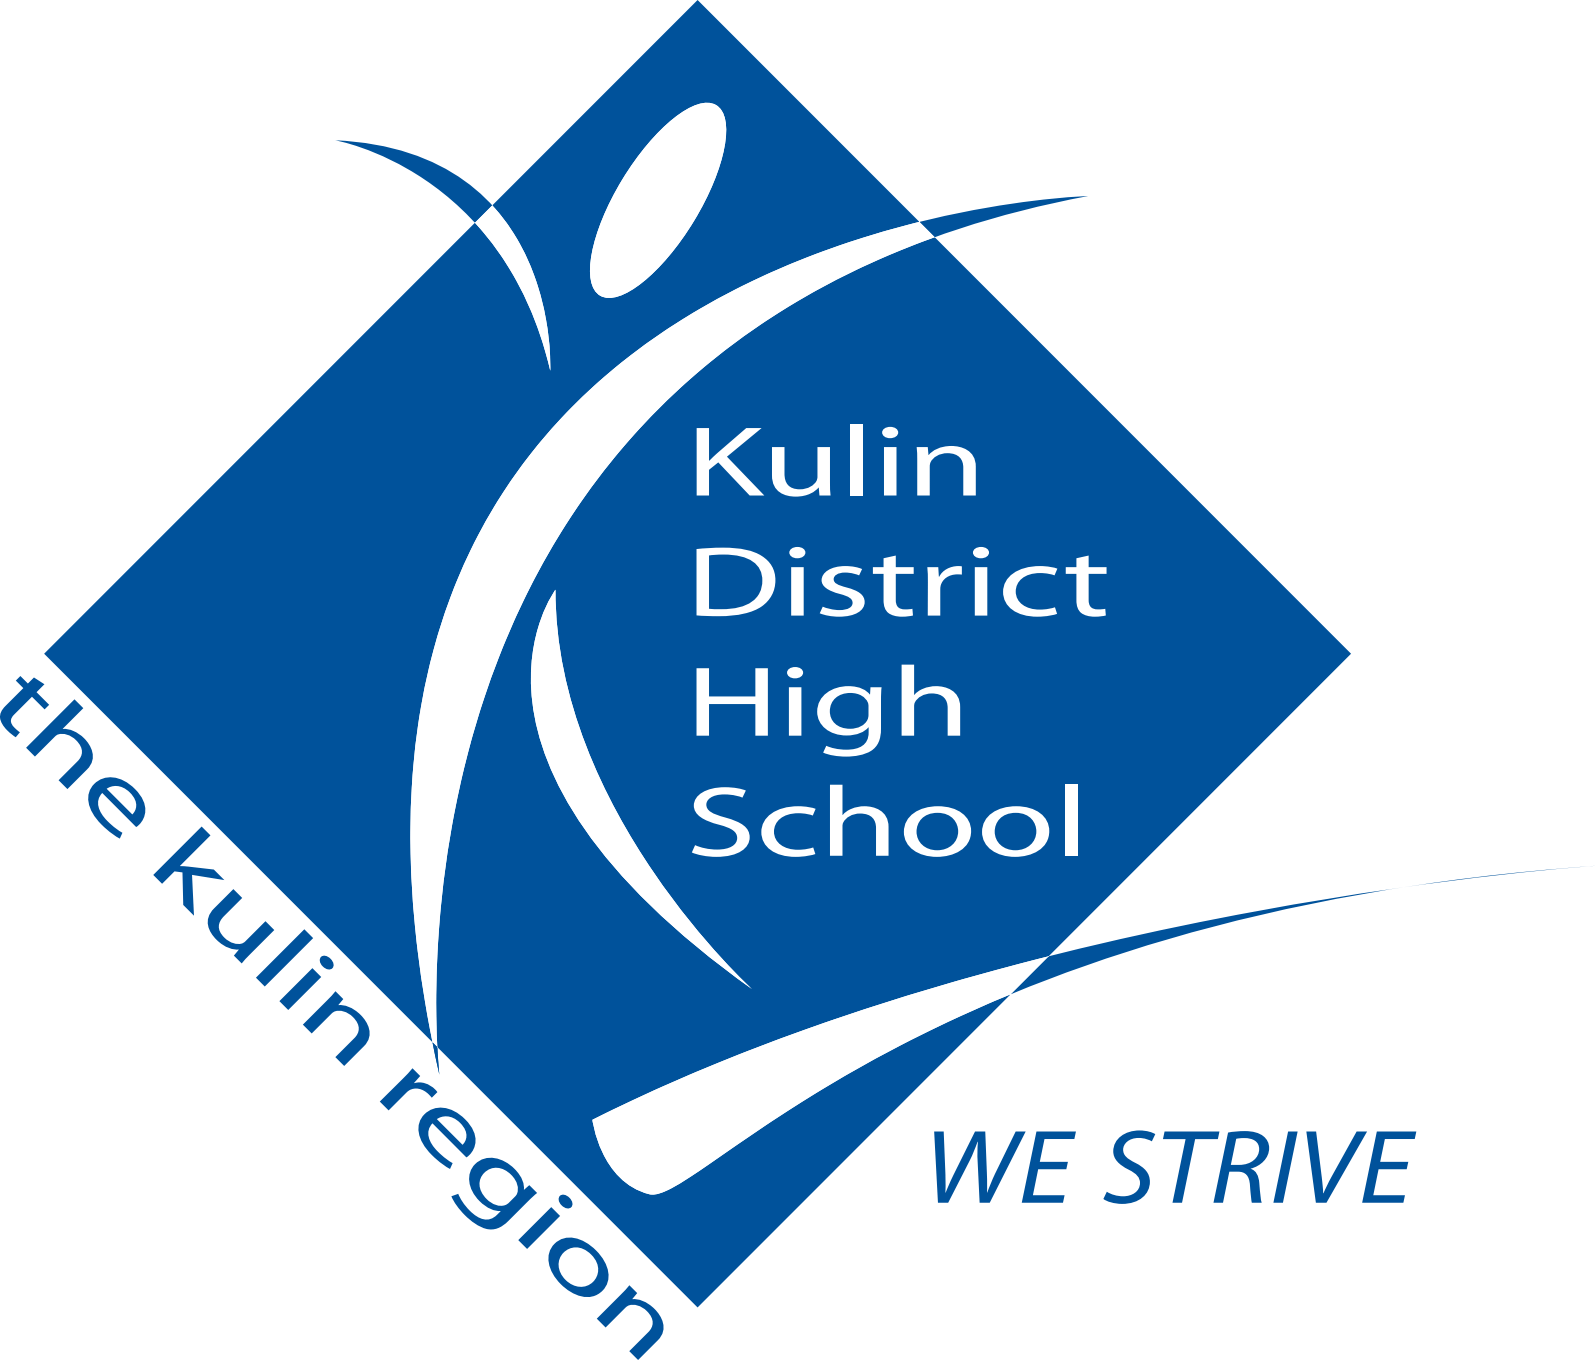 Kulin
District
High
School
the kulin region
WE STRIVE